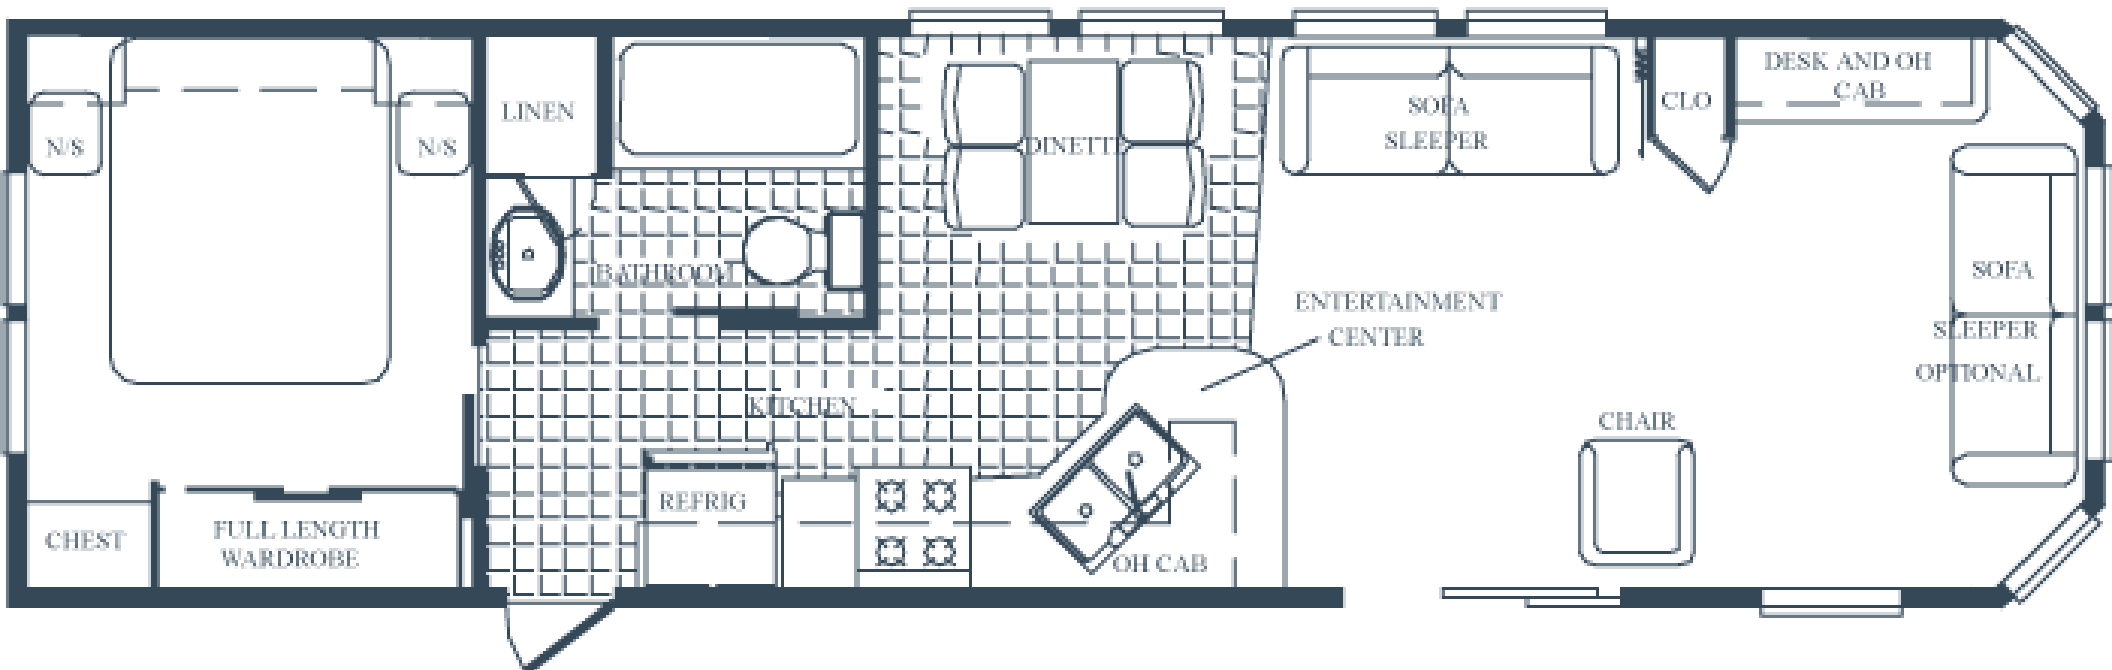 N/S
N/S
LINEN
BATHROOM
DINETTE
SOFA
SLEEPER
CLO
DESK AND OH
CAB
SOFA
SLEEPER
OPTIONAL
ENTERTAINMENT
CENTER
KITCHEN
CHAIR
CHEST
FULL LENGTH
WARDROBE
REFRIG
OH CAB